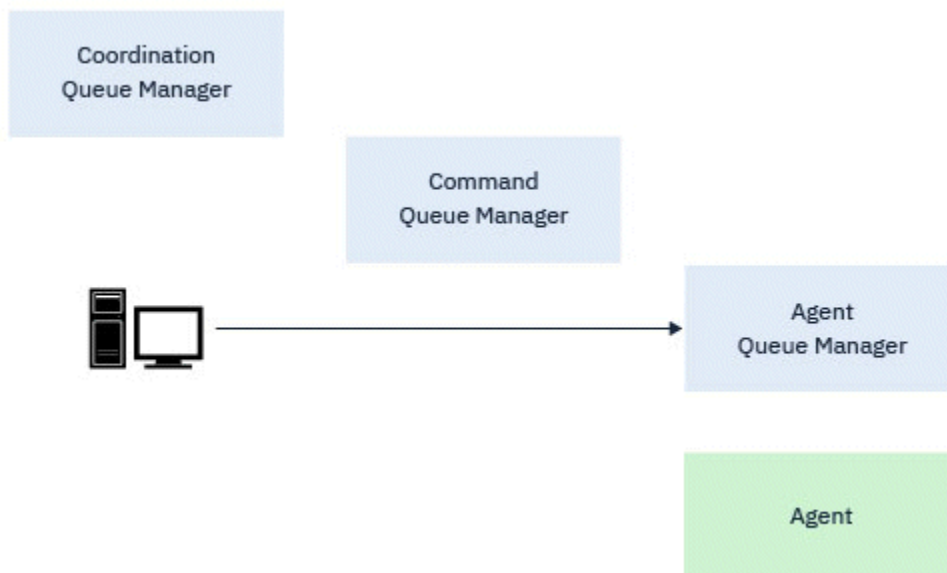 Coordination
Queue Manager
Command
Queue Manager
Agent
Queue Manager
Agent